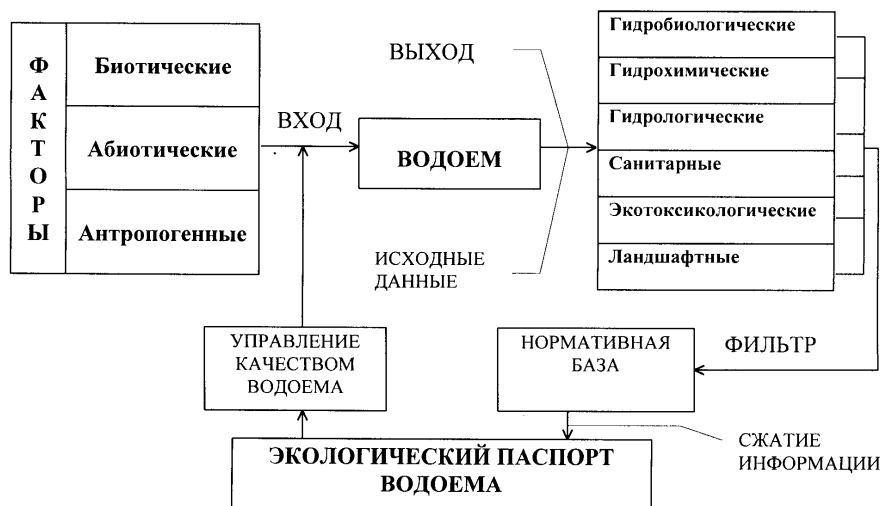 ФАКТОРЫ
Биотические
Абиотические
Антропогенные
ВХОД
ВОДОЕМ
ВЫХОД
ИСХОДНЫЕ
ДАННЫЕ
Гидробиологические
Гидрохимические
Гидрологические
Санитарные
Экотоксикологические
Ландшафтные
УПРАВЛЕНИЕ
КАЧЕСТВОМ
ВОДОЕМА
НОРМАТИВНАЯ
БАЗА
ФИЛЬТР
СЖАТИЕ
ИНФОРМАЦИИ
ЭКОЛОГИЧЕСКИЙ ПАСПОРТ
ВОДОЕМА